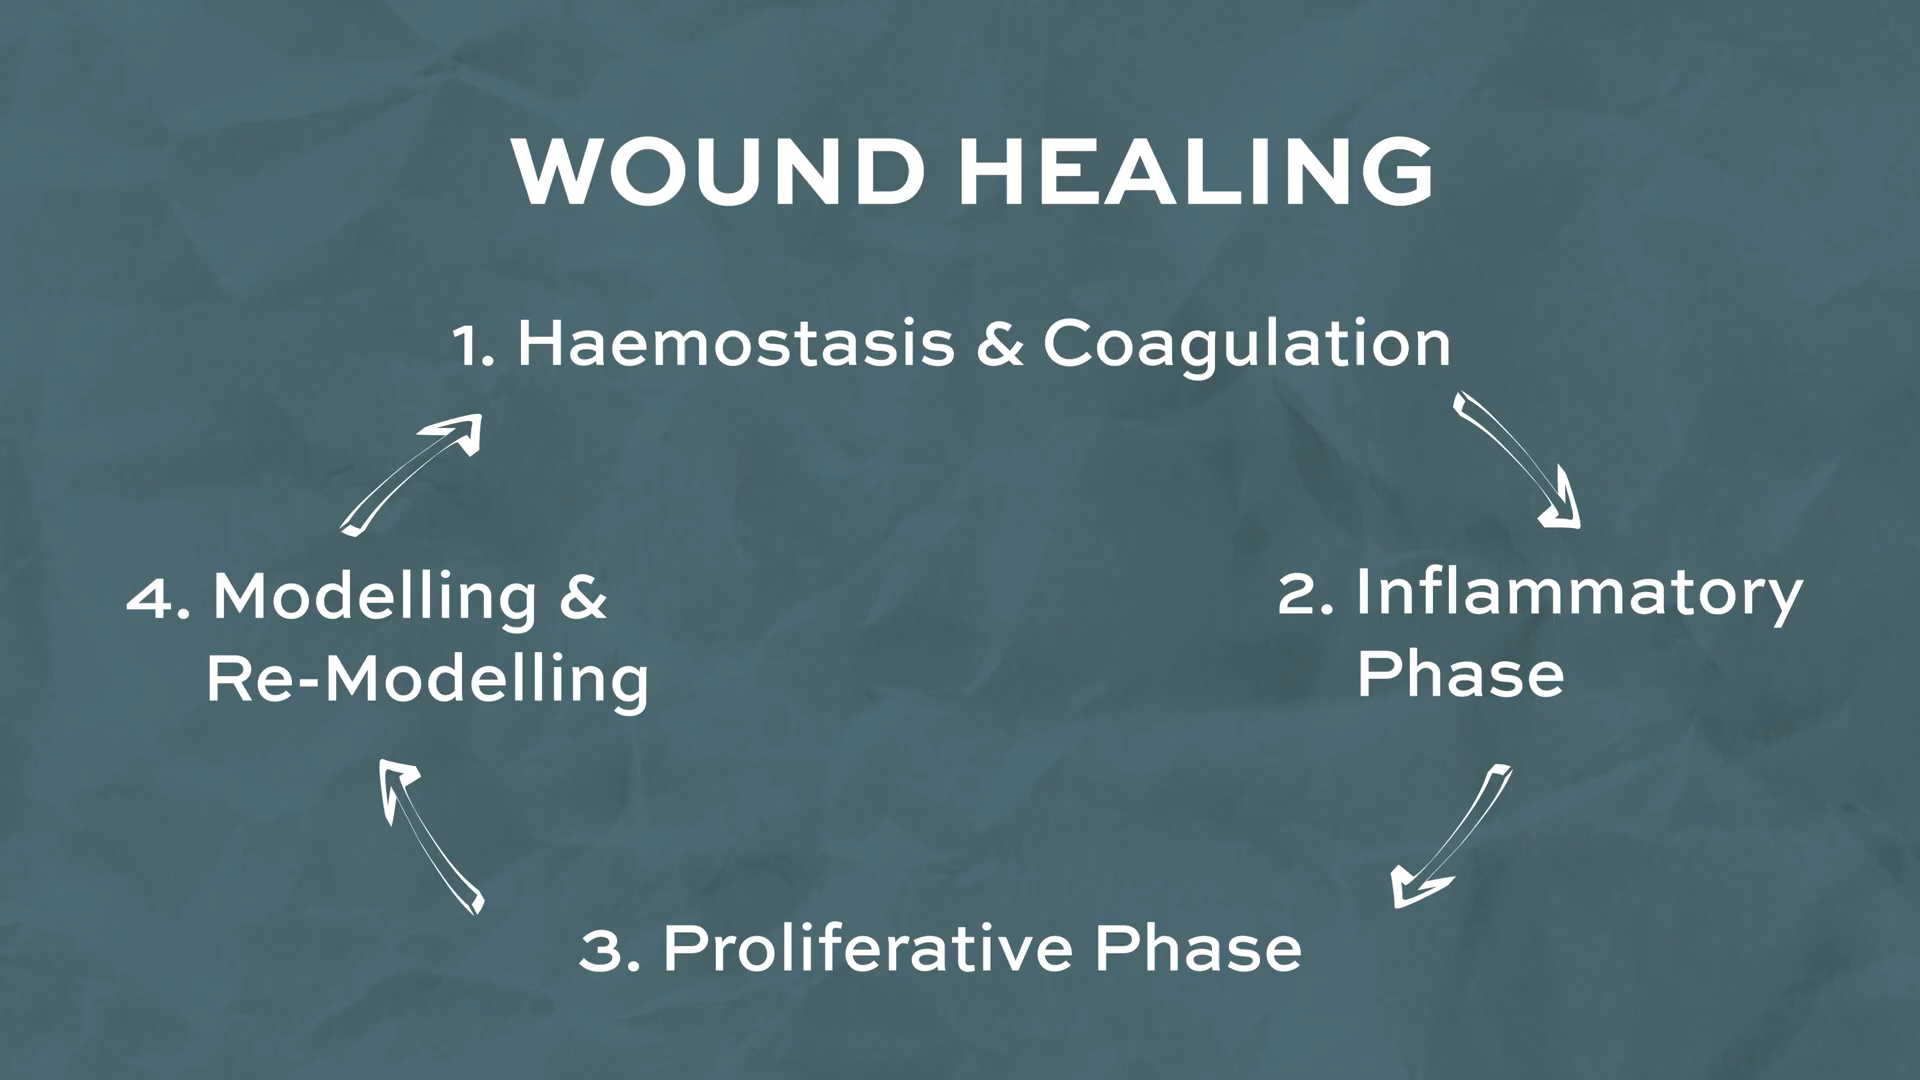 WOUND HEALING
1. Haemostasis & Coagulation
2. Inflammatory
Phase
3. Proliferative Phase
4. Modelling &
Re-Modelling